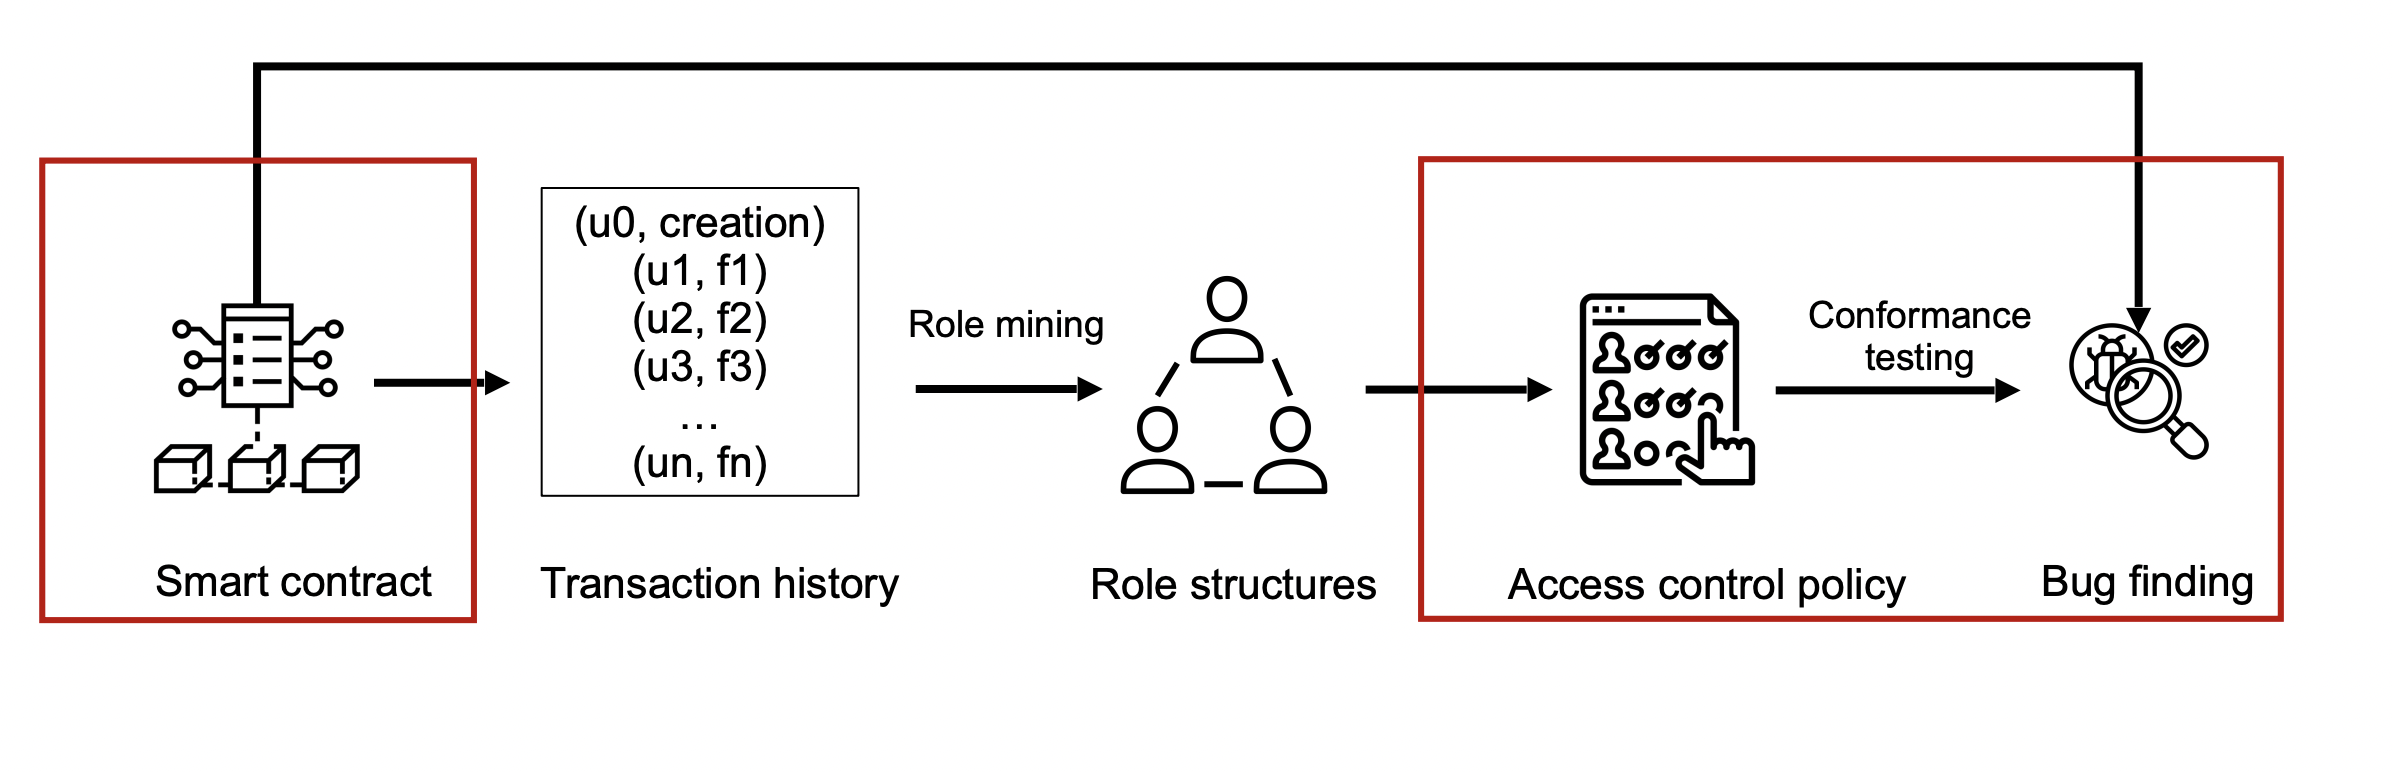 (u0, creation)
(u1, f1)
(u2, f2)
(u3, f3)
...
(un, fn)
Role mining
Conformance
testing
Smart contract
Transaction history
Role structures
Access control policy
Bug finding